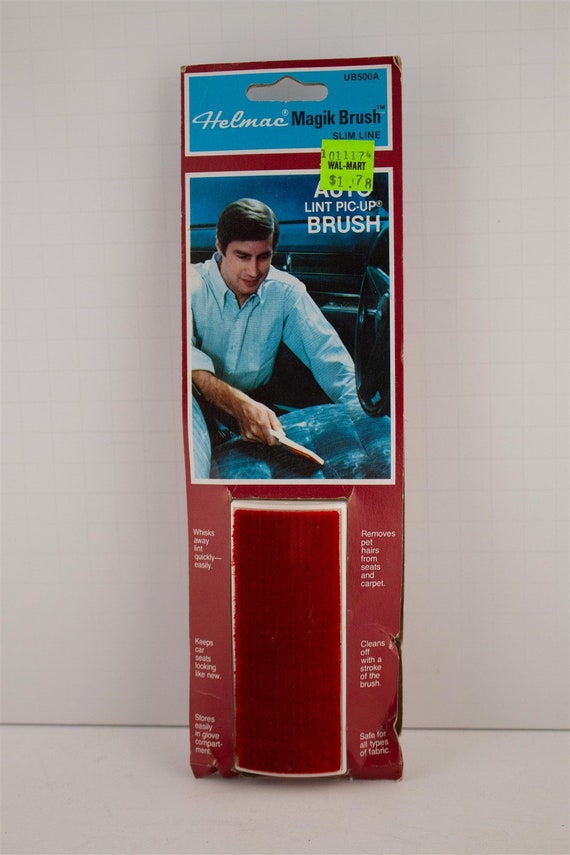 UB500A
Helmac® Magik Brush™
SLIM LINE
1011174
WAL-MART
$1.78
AUTO
LINT PIC-UP®
BRUSH
Whisks
away
lint
quickly—
easily.
Keeps
car
seats
looking
like new.
Stores
easily
in glove
compart-
ment.
Removes
pet
hairs
from
seats
and
carpet.
Cleans
off
with a
stroke
of the
brush.
Safe for
all types
of fabric.